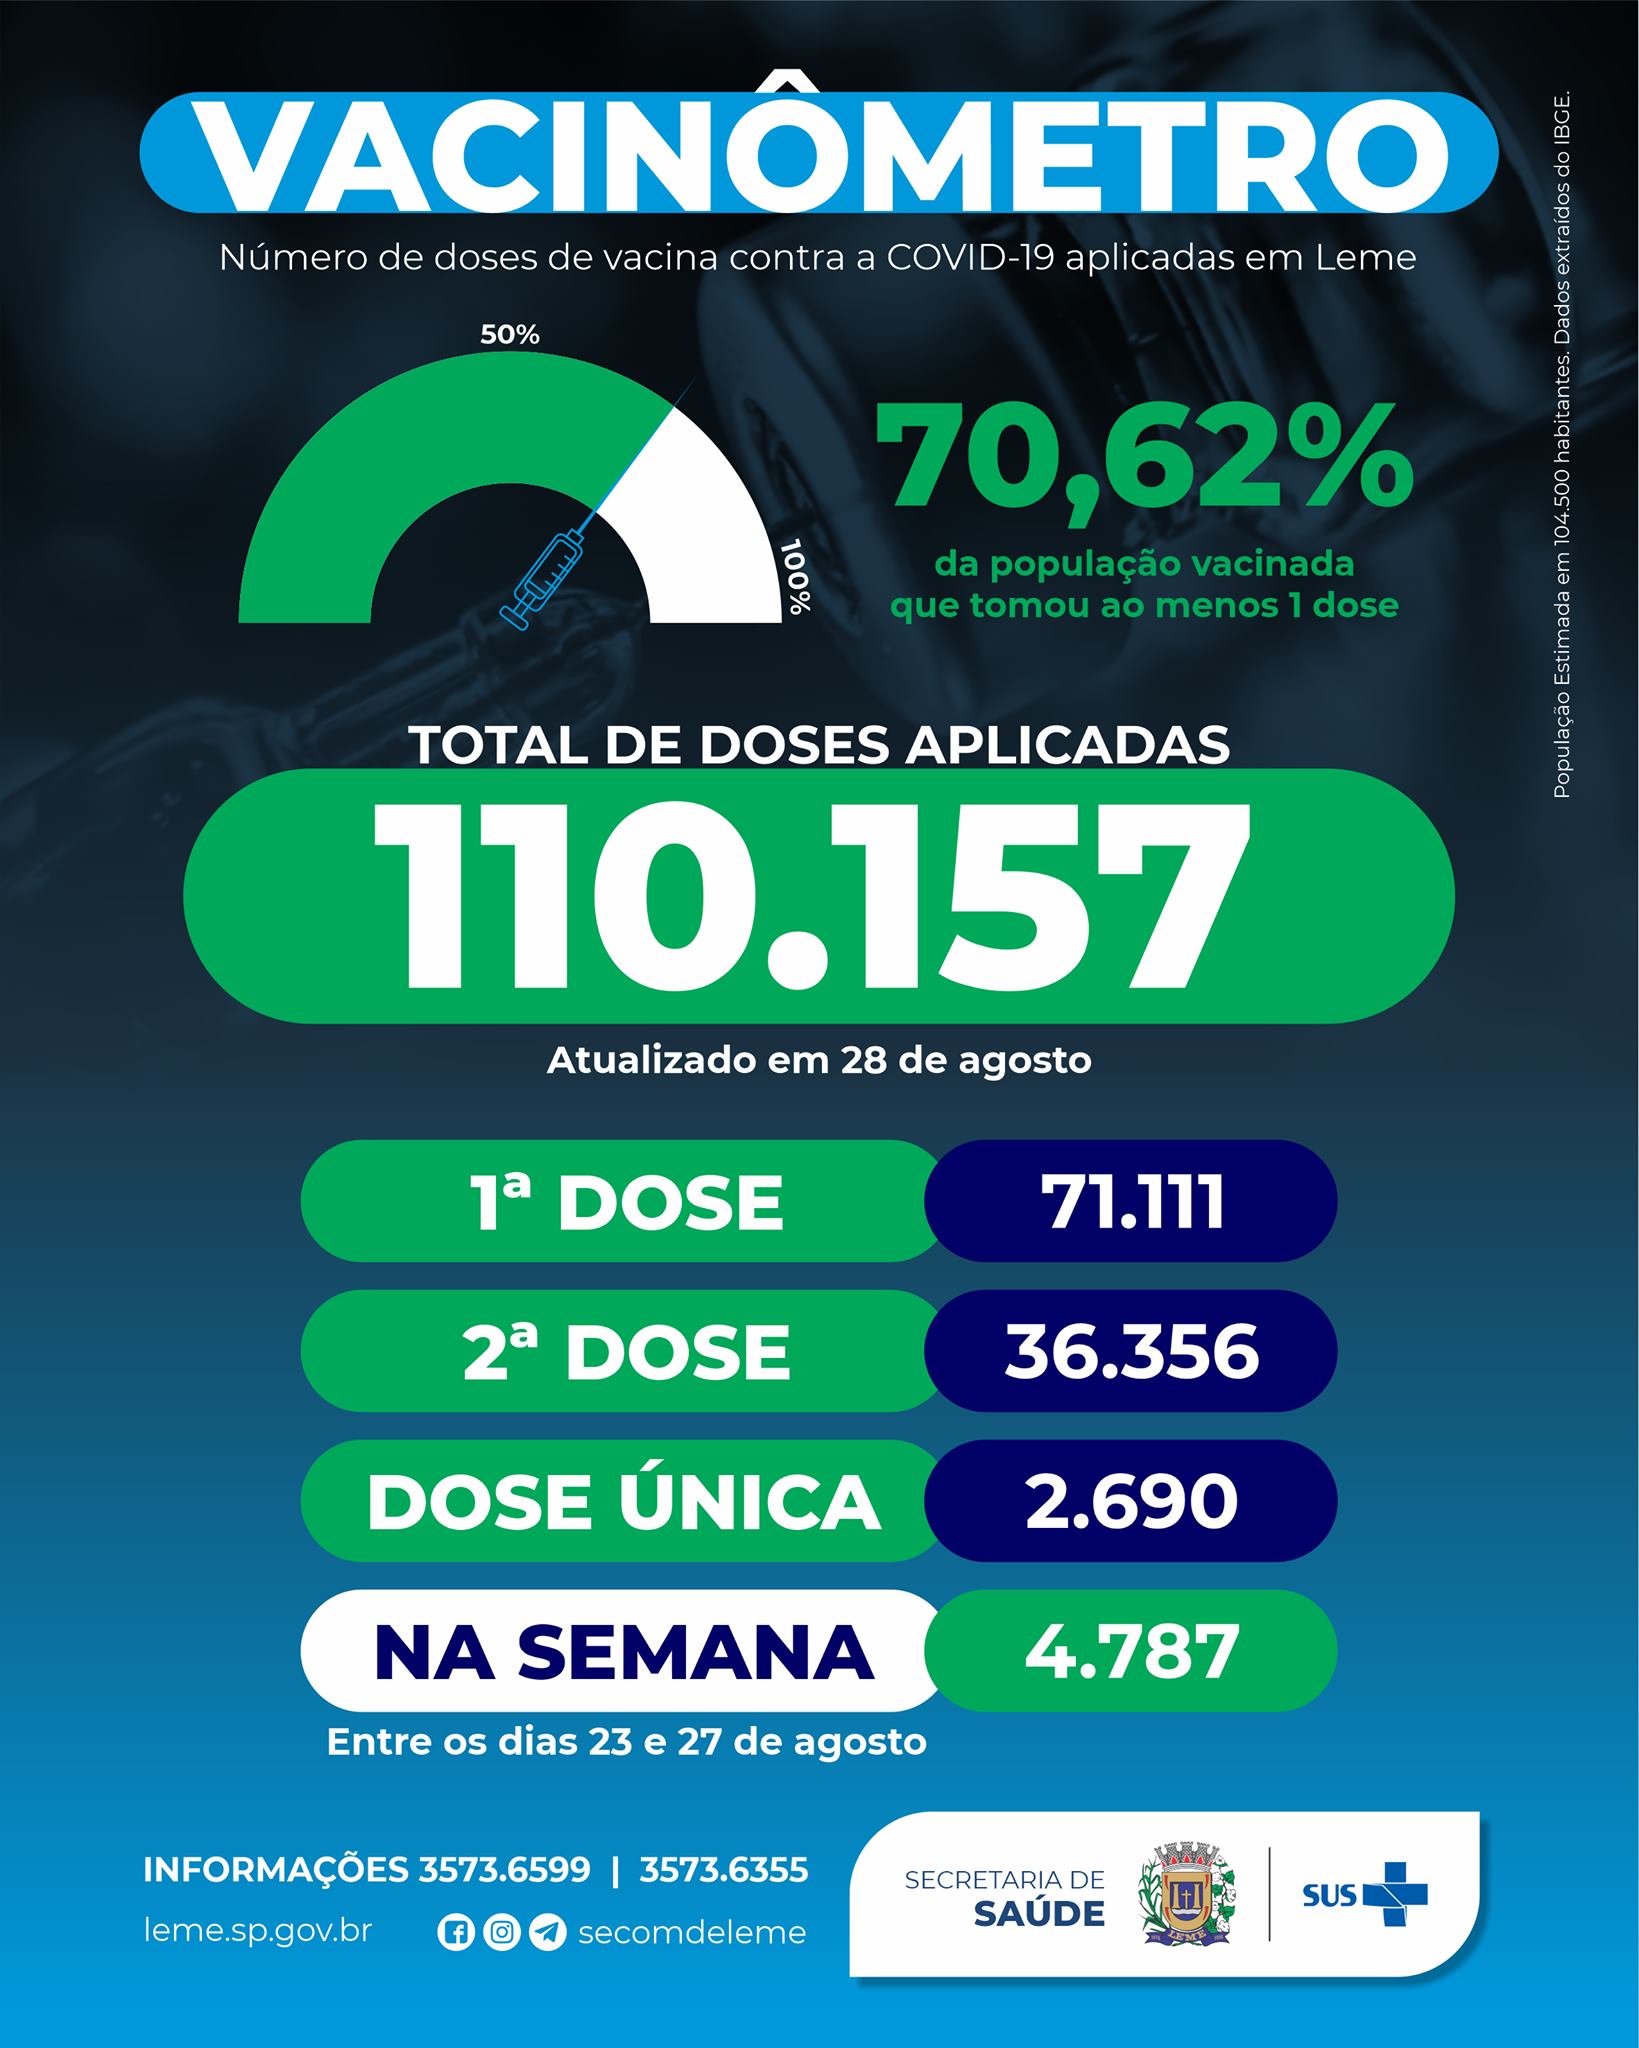 VACINÔMETRO
Número de doses de vacina contra a COVID-19 aplicadas em Leme
População Estimada em 104.500 habitantes. Dados extraídos do IBGE.
50%
100%
70,62%
da população vacinada
que tomou ao menos 1 dose
TOTAL DE DOSES APLICADAS
110.157
Atualizado em 28 de agosto
1ª DOSE 71.111
2ª DOSE 36.356
DOSE ÚNICA 2.690
NA SEMANA 4.787
Entre os dias 23 e 27 de agosto
INFORMAÇÕES 3573.6599 | 3573.6355
leme.sp.gov.br secomdeleme
SECRETARIA DE
SAÚDE
LEME
SUS